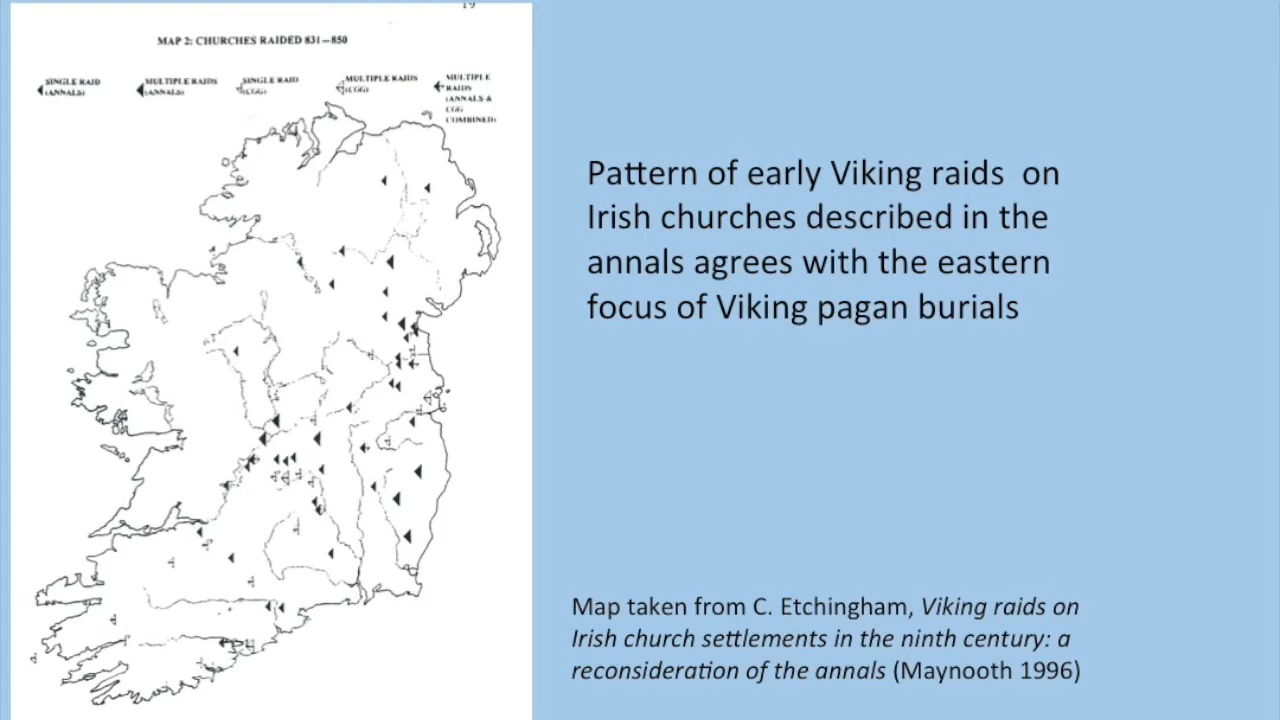 19
MAP 2: CHURCHES RAIDED 831–850
SINGLE RAID
(ANNALS)
MULTIPLE RAIDS
(ANNALS)
SINGLE RAID
(CGG)
MULTIPLE RAIDS
(CGG)
MULTIPLE
RAIDS
(ANNALS &
CGG
COMBINED)
Pattern of early Viking raids on
Irish churches described in the
annals agrees with the eastern
focus of Viking pagan burials
Map taken from C. Etchingham, Viking raids on
Irish church settlements in the ninth century: a
reconsideration of the annals (Maynooth 1996)